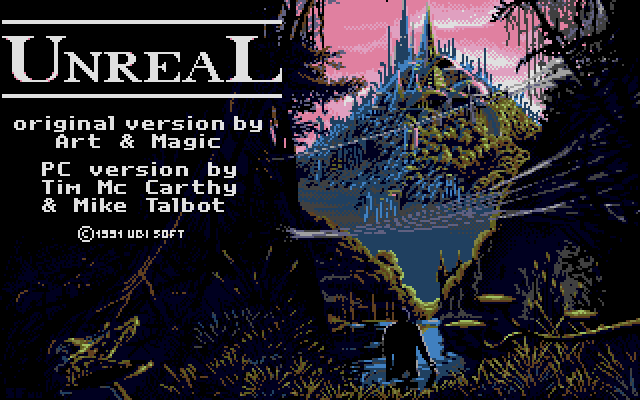 UNREAL
original version by
Art & Magic
PC version by
Tim Mc Carthy
& Mike Talbot
©1991 UBI SOFT